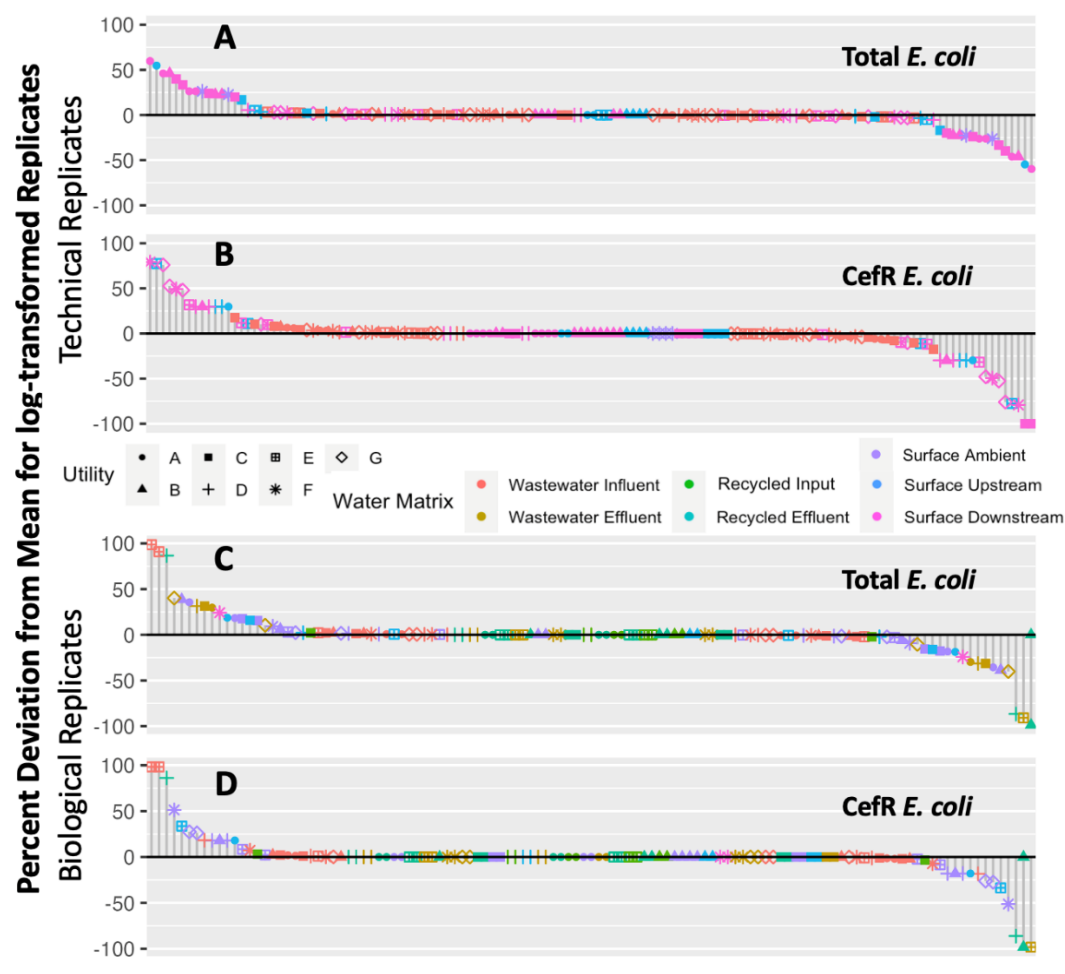 Percent Deviation from Mean for log-transformed Replicates
Technical Replicates
100
50
0
-50
-100
A
Total E. coli
100
50
0
-50
-100
B
CefR E. coli
Utility
A
C
E
G
B
D
F
Water Matrix
Wastewater Influent
Wastewater Effluent
Recycled Input
Recycled Effluent
Surface Ambient
Surface Upstream
Surface Downstream
Biological Replicates
100
50
0
-50
-100
C
Total E. coli
100
50
0
-50
-100
D
CefR E. coli